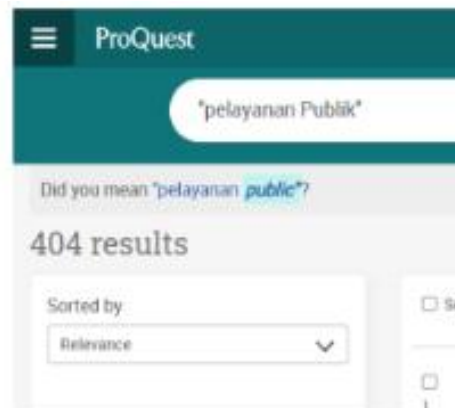 ProQuest
"pelayanan Publik"
Did you mean "pelayanan public"?
404 results
Sorted by
Relevance